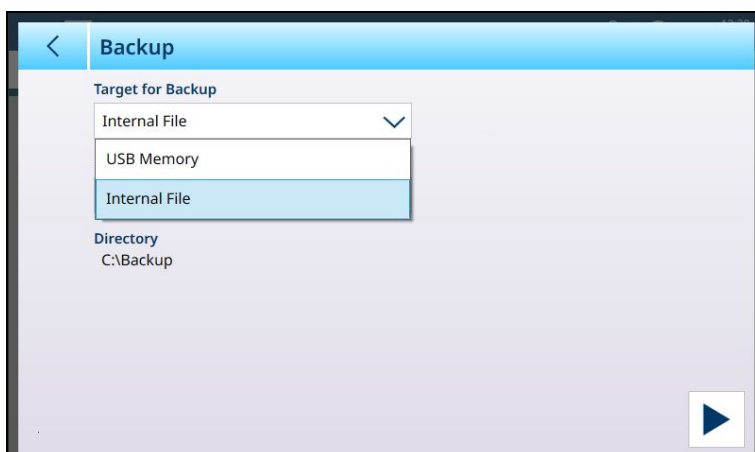 Backup
Target for Backup
Internal File
USB Memory
Internal File
Directory
C:\Backup